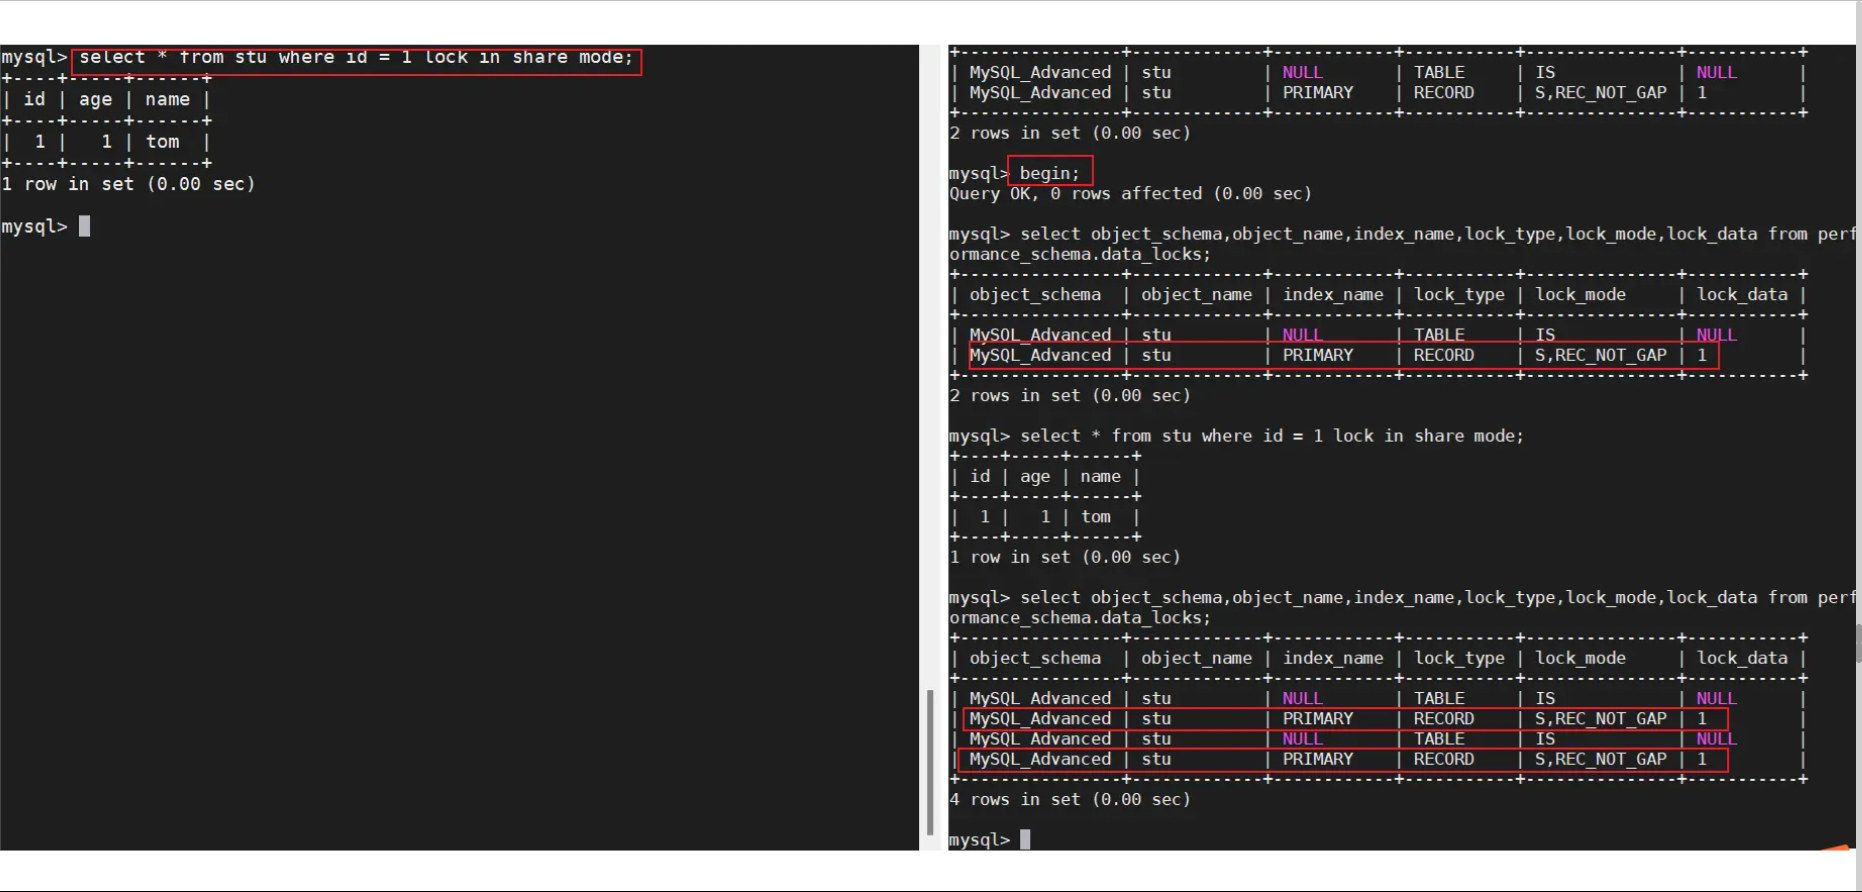 mysql> select * from stu where id = 1 lock in share mode;
+----+-----+------+
| id | age | name |
+----+-----+------+
|  1 |   1 | tom  |
+----+-----+------+
1 row in set (0.00 sec)
mysql>
+----------------+-------------+------------+-----------+---------------+-----------+
| MySQL_Advanced | stu         | NULL       | TABLE     | IS            | NULL      |
| MySQL_Advanced | stu         | PRIMARY    | RECORD    | S,REC_NOT_GAP | 1         |
+----------------+-------------+------------+-----------+---------------+-----------+
2 rows in set (0.00 sec)
mysql> begin;
Query OK, 0 rows affected (0.00 sec)
mysql> select object_schema,object_name,index_name,lock_type,lock_mode,lock_data from perf
ormance_schema.data_locks;
+----------------+-------------+------------+-----------+---------------+-----------+
| object_schema  | object_name | index_name | lock_type | lock_mode     | lock_data |
+----------------+-------------+------------+-----------+---------------+-----------+
| MySQL_Advanced | stu         | NULL       | TABLE     | IS            | NULL      |
| MySQL_Advanced | stu         | PRIMARY    | RECORD    | S,REC_NOT_GAP | 1         |
+----------------+-------------+------------+-----------+---------------+-----------+
2 rows in set (0.00 sec)
mysql> select * from stu where id = 1 lock in share mode;
+----+-----+------+
| id | age | name |
+----+-----+------+
|  1 |   1 | tom  |
+----+-----+------+
1 row in set (0.00 sec)
mysql> select object_schema,object_name,index_name,lock_type,lock_mode,lock_data from perf
ormance_schema.data_locks;
+----------------+-------------+------------+-----------+---------------+-----------+
| object_schema  | object_name | index_name | lock_type | lock_mode     | lock_data |
+----------------+-------------+------------+-----------+---------------+-----------+
| MySQL_Advanced | stu         | NULL       | TABLE     | IS            | NULL      |
| MySQL_Advanced | stu         | PRIMARY    | RECORD    | S,REC_NOT_GAP | 1         |
| MySQL_Advanced | stu         | NULL       | TABLE     | IS            | NULL      |
| MySQL_Advanced | stu         | PRIMARY    | RECORD    | S,REC_NOT_GAP | 1         |
+----------------+-------------+------------+-----------+---------------+-----------+
4 rows in set (0.00 sec)
mysql>